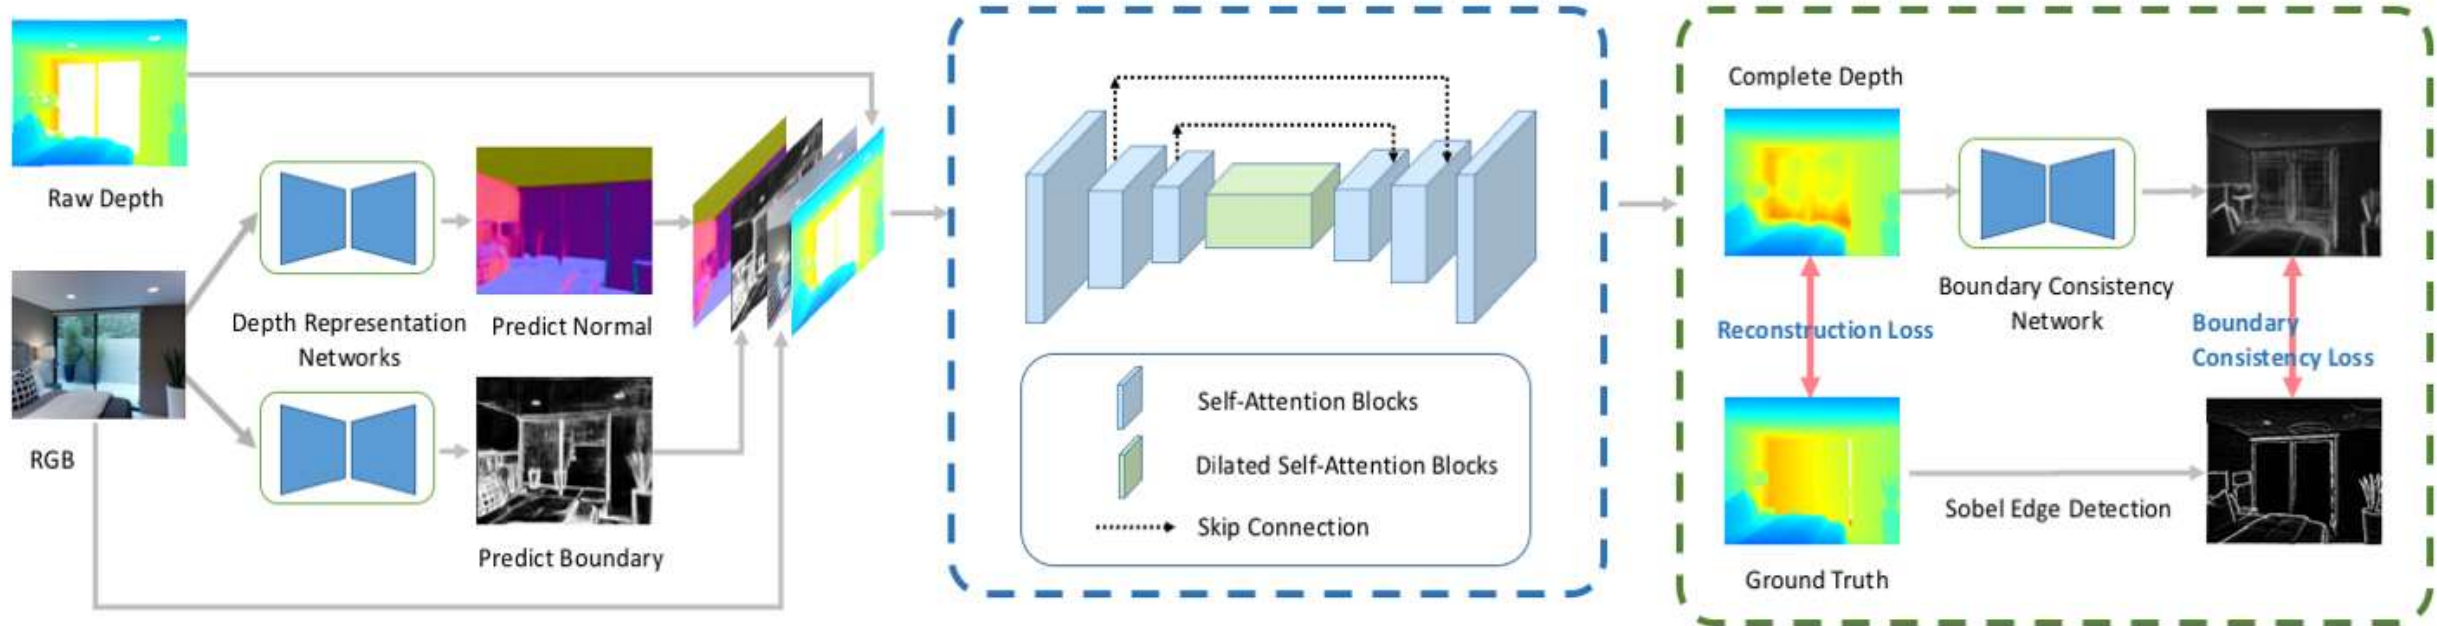 Raw Depth
RGB
Depth Representation
Networks
Predict Normal
Predict Boundary
Self-Attention Blocks
Dilated Self-Attention Blocks
Skip Connection
Complete Depth
Boundary Consistency
Network
Reconstruction Loss
Boundary
Consistency Loss
Sobel Edge Detection
Ground Truth